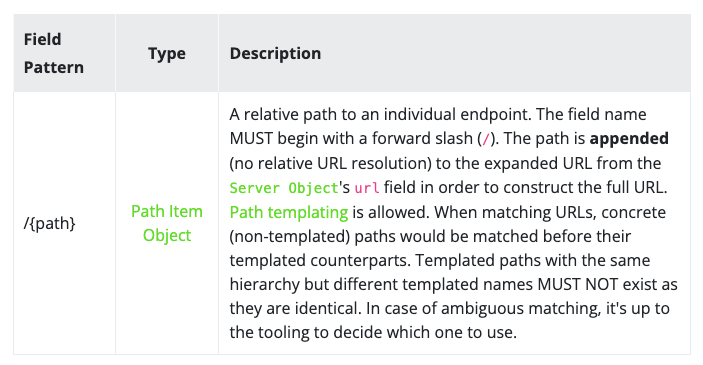 Field
Pattern
Type
Description
/{path}
Path Item
Object
A relative path to an individual endpoint. The field name
MUST begin with a forward slash (/). The path is appended
(no relative URL resolution) to the expanded URL from the
Server Object's url field in order to construct the full URL.
Path templating is allowed. When matching URLs, concrete
(non-templated) paths would be matched before their
templated counterparts. Templated paths with the same
hierarchy but different templated names MUST NOT exist as
they are identical. In case of ambiguous matching, it's up to
the tooling to decide which one to use.